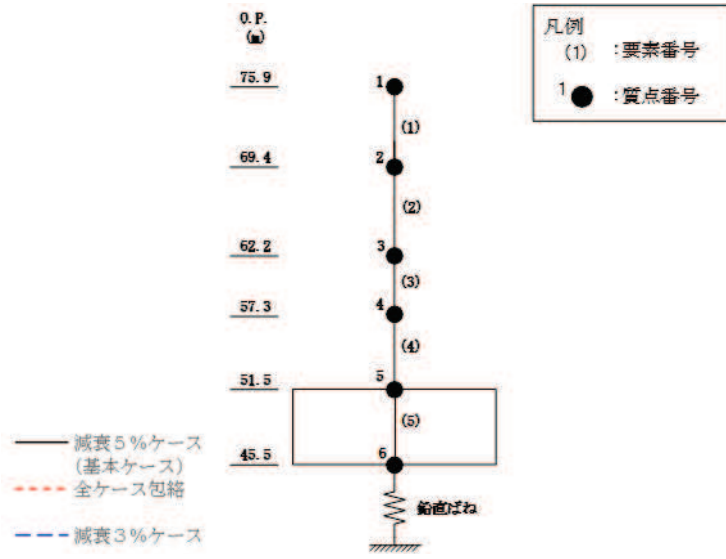 O.P.
(m)
75.9
69.4
62.2
57.3
51.5
45.5
1
(1)
2
(2)
3
(3)
4
(4)
5
(5)
6
鉛直ばね
凡例
(1) :要素番号
1 :質点番号
減衰5%ケース
(基本ケース)
全ケース包絡
減衰3%ケース